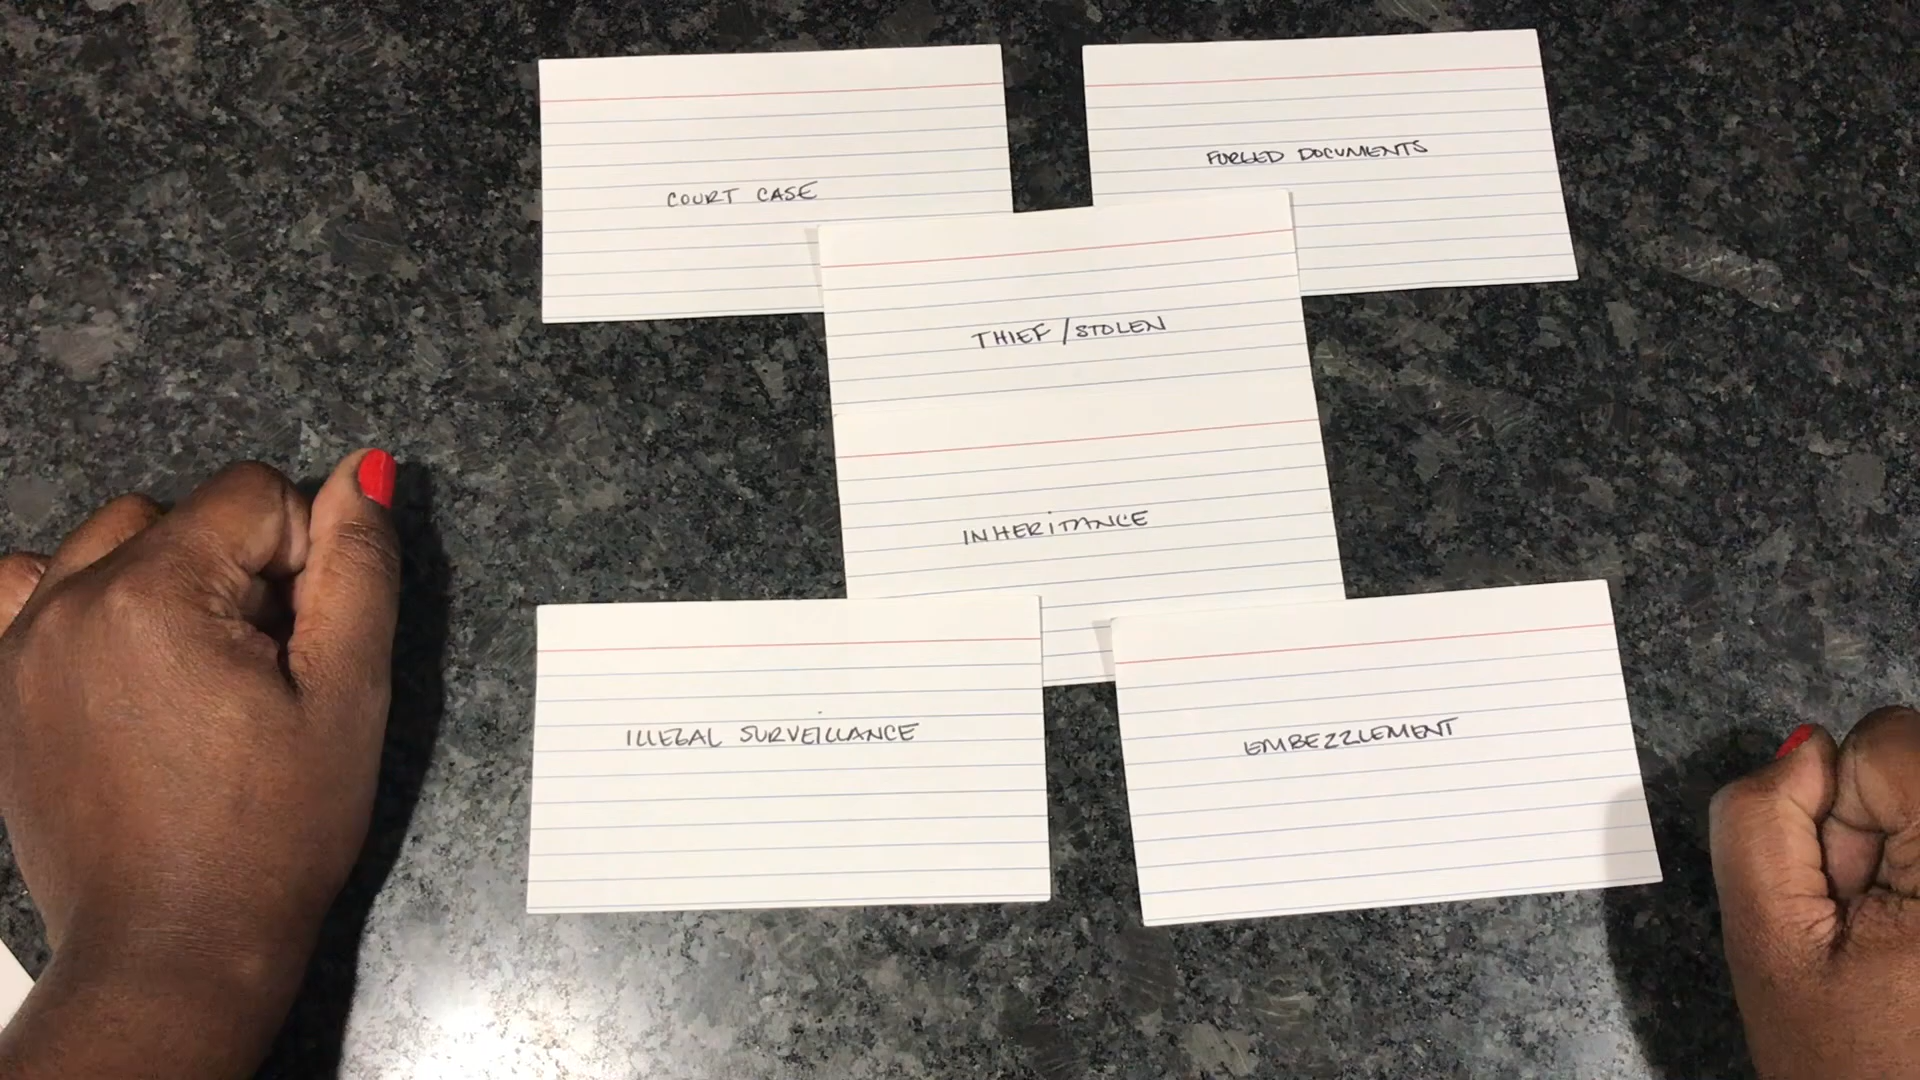 COURT CASE
FORGED DOCUMENTS
THIEF/STOLEN
INHERITANCE
ILLEGAL SURVEILLANCE
EMBEZZLEMENT